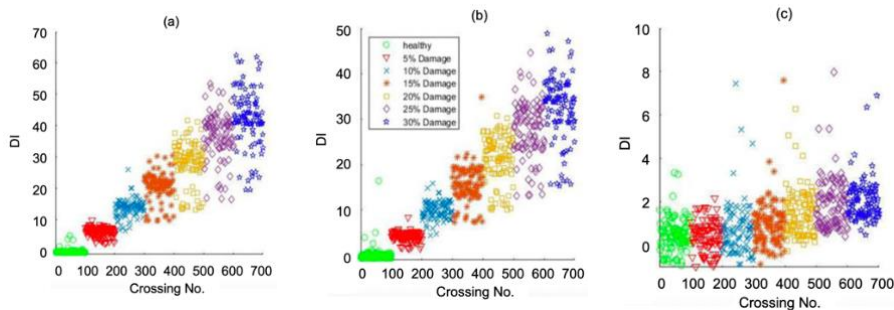 (a)
70
60
50
40
30
20
10
0
DI
0 100 200 300 400 500 600 700
Crossing No.
(b)
50
40
30
20
10
0
DI
healthy
5% Damage
10% Damage
15% Damage
20% Damage
25% Damage
30% Damage
0 100 200 300 400 500 600 700
Crossing No.
(c)
10
8
6
4
2
0
DI
0 100 200 300 400 500 600 700
Crossing No.